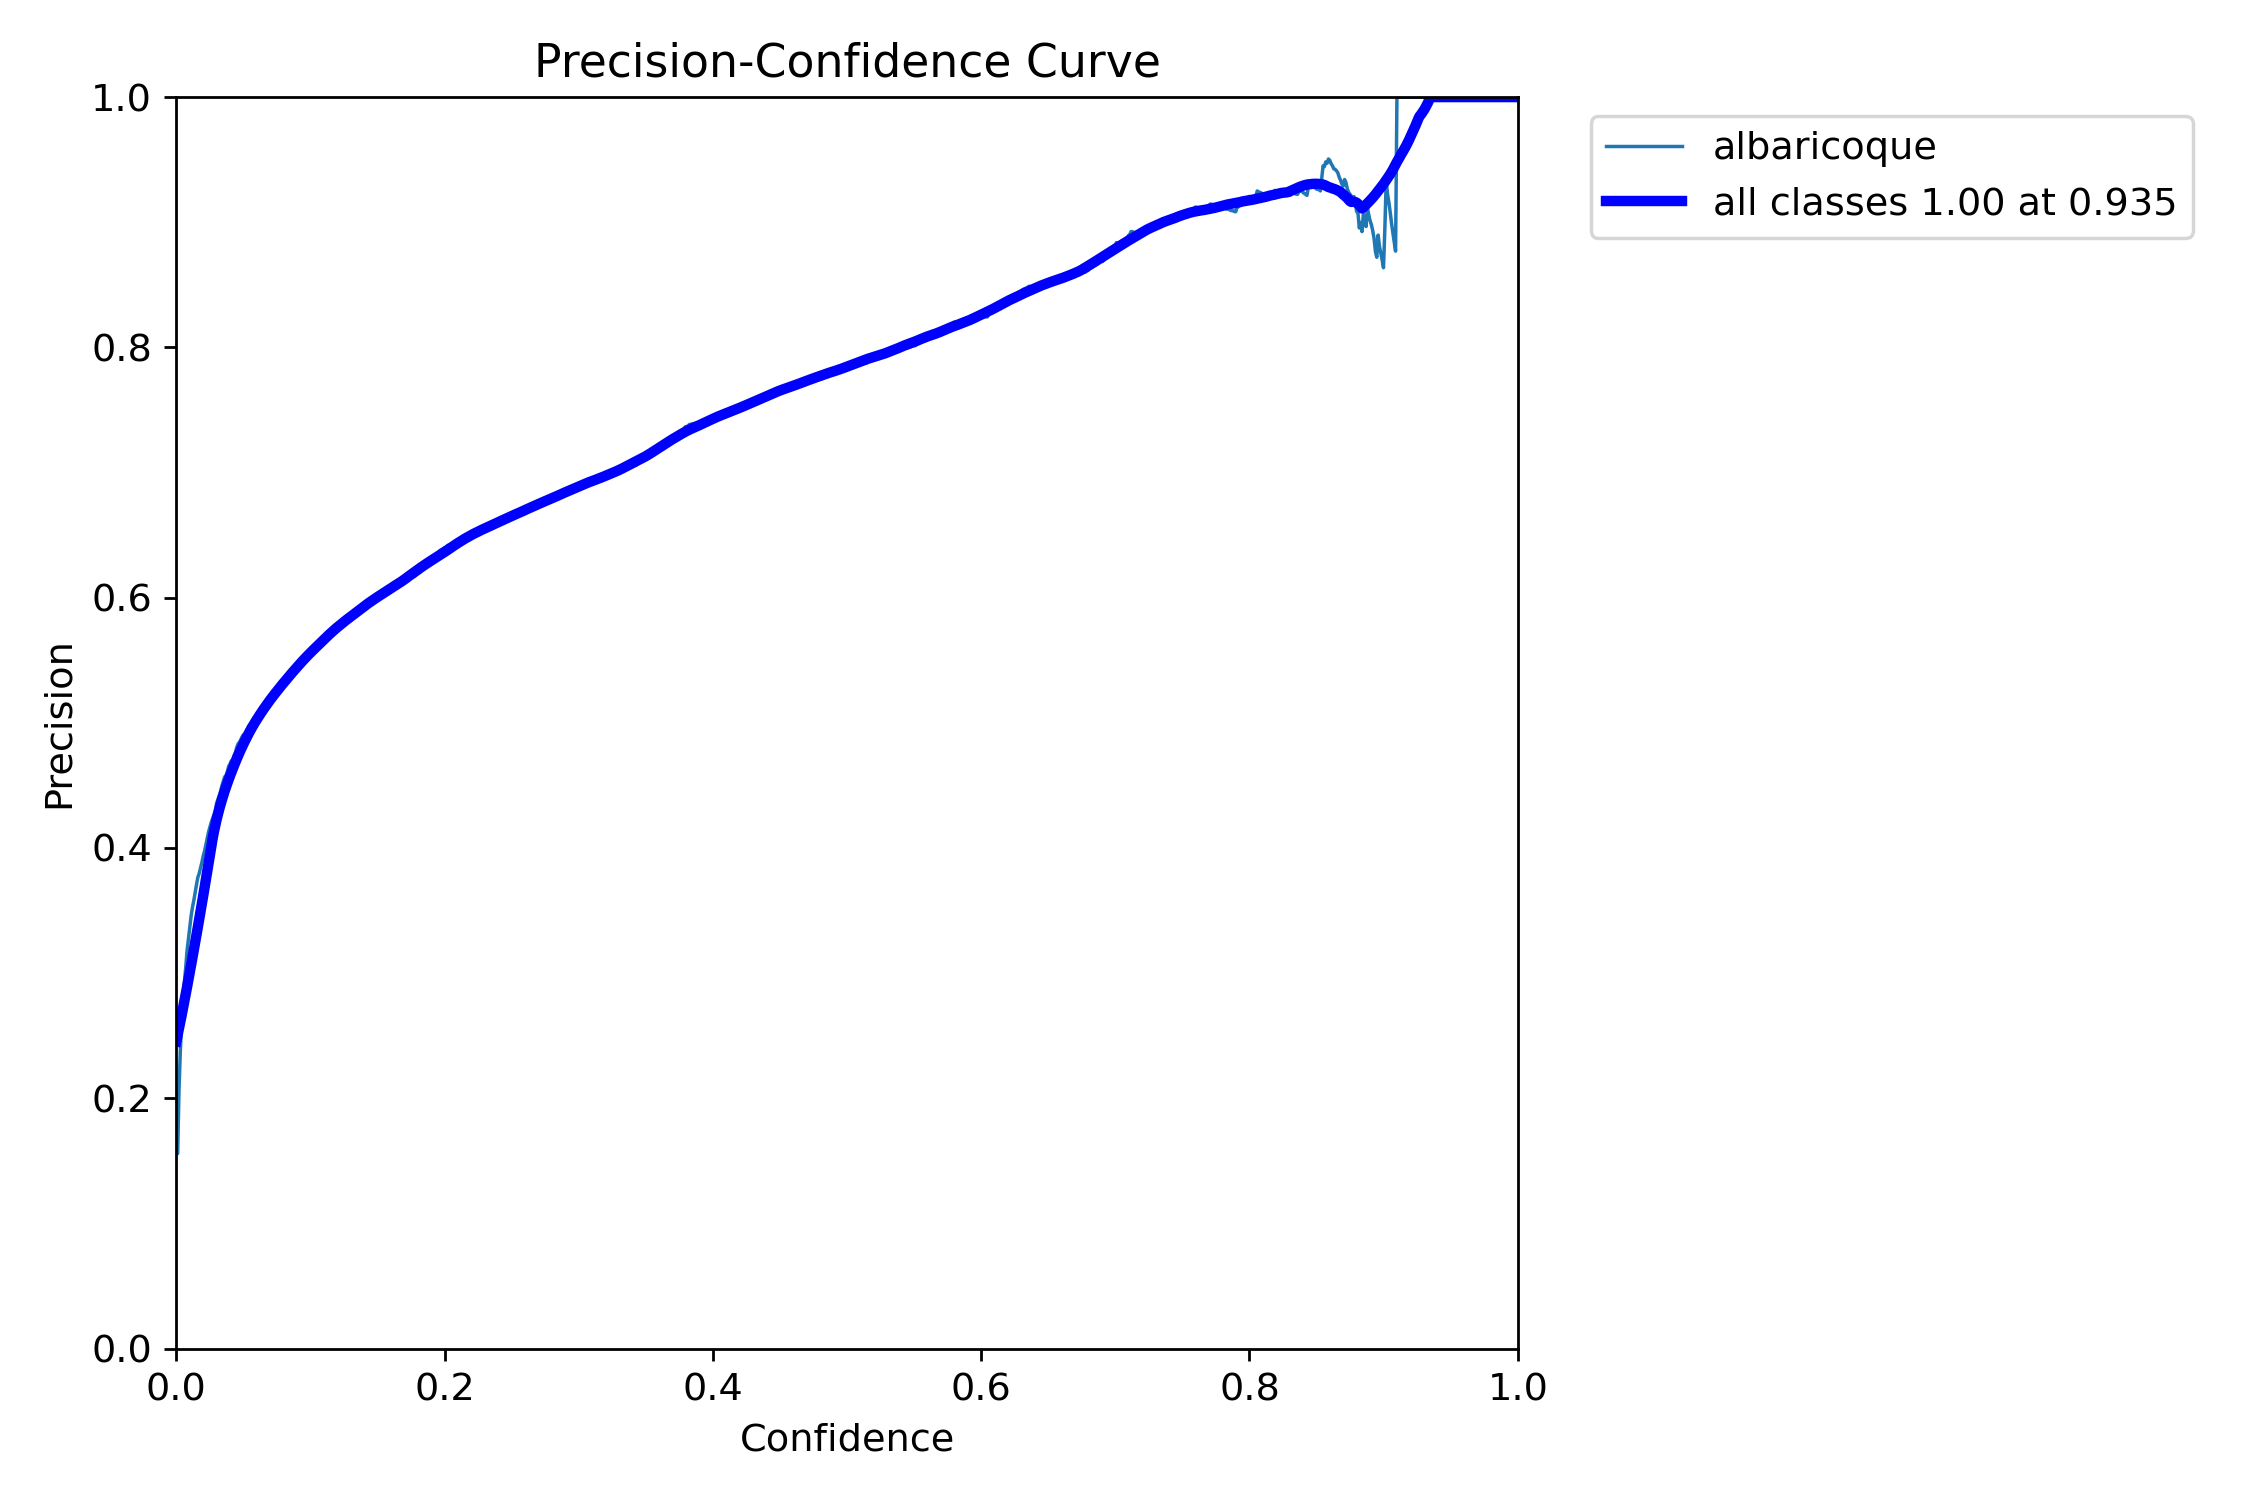 Precision-Confidence Curve
albaricoque
all classes 1.00 at 0.935
1.0
0.8
0.6
0.4
0.2
0.0
Precision
0.0 0.2 0.4 0.6 0.8 1.0
Confidence